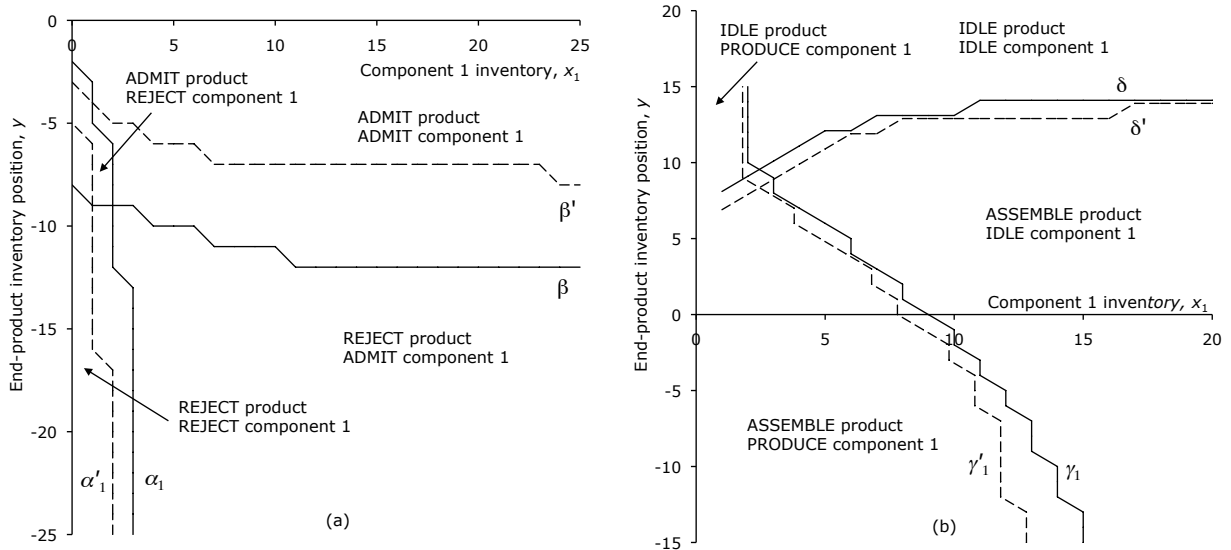 0
0
5
10
15
20
25
-5
-10
-15
-20
-25
End-product inventory position, y
Component 1 inventory, x₁
ADMIT product
REJECT component 1
ADMIT product
ADMIT component 1
β'
β
REJECT product
ADMIT component 1
REJECT product
REJECT component 1
α'₁
α₁
(a)
20
15
10
5
0
-5
-10
-15
0
5
10
15
20
End-product inventory position, y
IDLE product
PRODUCE component 1
IDLE product
IDLE component 1
δ
δ'
ASSEMBLE product
IDLE component 1
Component 1 inventory, x₁
ASSEMBLE product
PRODUCE component 1
γ'₁
γ₁
(b)